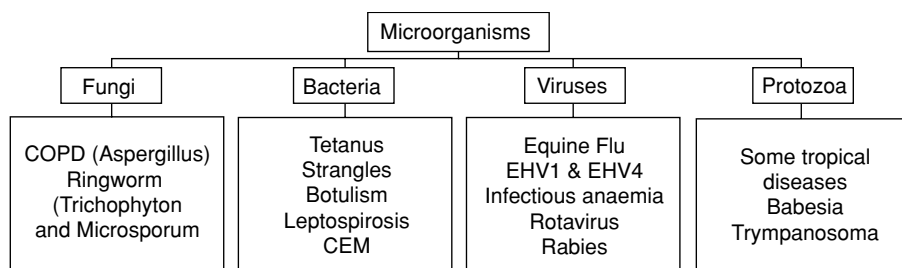 Microorganisms
Fungi
Bacteria
Viruses
Protozoa
COPD (Aspergillus)
Ringworm
(Trichophyton
and Microsporum
Tetanus
Strangles
Botulism
Leptospirosis
CEM
Equine Flu
EHV1 & EHV4
Infectious anaemia
Rotavirus
Rabies
Some tropical
diseases
Babesia
Trympanosoma